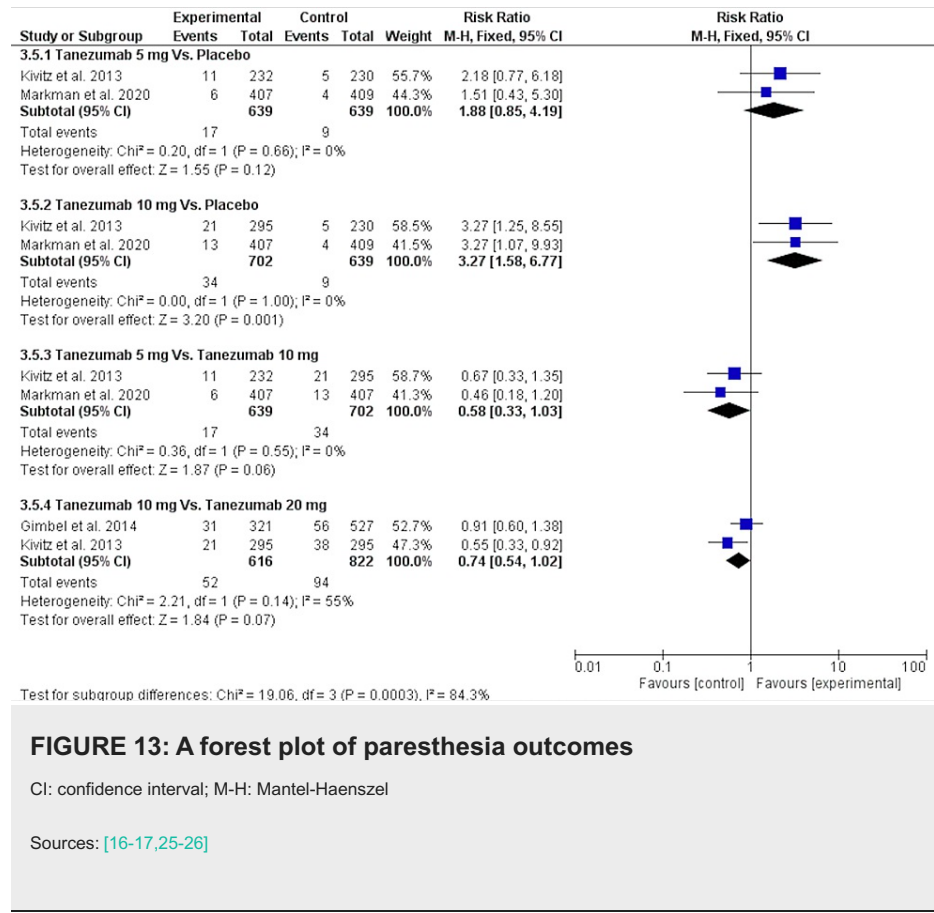 Experimental Control Risk Ratio Risk Ratio
Study or Subgroup Events Total Events Total Weight M-H, Fixed, 95% CI M-H, Fixed, 95% CI
3.5.1 Tanezumab 5 mg Vs. Placebo
Kivitz et al. 2013 11 232 5 230 55.7% 2.18 [0.77, 6.18]
Markman et al. 2020 6 407 4 409 44.3% 1.51 [0.43, 5.30]
Subtotal (95% CI) 639 639 100.0% 1.88 [0.85, 4.19]
Total events 17 9
Heterogeneity: Chi² = 0.20, df = 1 (P = 0.66); I² = 0%
Test for overall effect: Z = 1.55 (P = 0.12)
3.5.2 Tanezumab 10 mg Vs. Placebo
Kivitz et al. 2013 21 295 5 230 58.5% 3.27 [1.25, 8.55]
Markman et al. 2020 13 407 4 409 41.5% 3.27 [1.07, 9.93]
Subtotal (95% CI) 702 639 100.0% 3.27 [1.58, 6.77]
Total events 34 9
Heterogeneity: Chi² = 0.00, df = 1 (P = 1.00); I² = 0%
Test for overall effect: Z = 3.20 (P = 0.001)
3.5.3 Tanezumab 5 mg Vs. Tanezumab 10 mg
Kivitz et al. 2013 11 232 21 295 58.7% 0.67 [0.33, 1.35]
Markman et al. 2020 6 407 13 407 41.3% 0.46 [0.18, 1.20]
Subtotal (95% CI) 639 702 100.0% 0.58 [0.33, 1.03]
Total events 17 34
Heterogeneity: Chi² = 0.36, df = 1 (P = 0.55); I² = 0%
Test for overall effect: Z = 1.87 (P = 0.06)
3.5.4 Tanezumab 10 mg Vs. Tanezumab 20 mg
Gimbel et al. 2014 31 321 56 527 52.7% 0.91 [0.60, 1.38]
Kivitz et al. 2013 21 295 38 295 47.3% 0.55 [0.33, 0.92]
Subtotal (95% CI) 616 822 100.0% 0.74 [0.54, 1.02]
Total events 52 94
Heterogeneity: Chi² = 2.21, df = 1 (P = 0.14); I² = 55%
Test for overall effect: Z = 1.84 (P = 0.07)
0.01 0.1 1 10 100
Favours [control] Favours [experimental]
Test for subgroup differences: Chi² = 19.06, df = 3 (P = 0.0003), I² = 84.3%
FIGURE 13: A forest plot of paresthesia outcomes
CI: confidence interval; M-H: Mantel-Haenszel
Sources: [16-17,25-26]